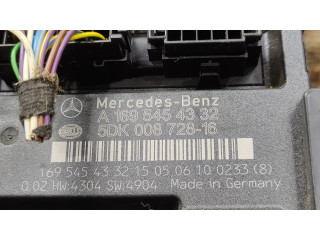 Mercedes-Benz
A 169 545 43 32
5DK 008 728-16
169 545 43 32 15 05 06 10 0233 (8)
0.0Z HW:4304 SW:4904 Made in Germany